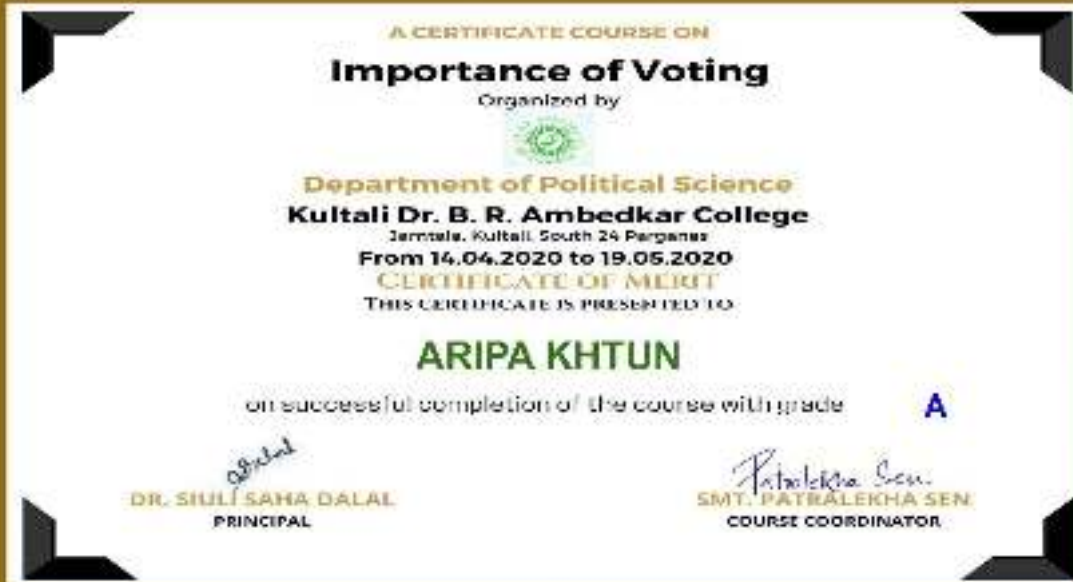 A CERTIFICATE COURSE ON
Importance of Voting
Organized by
Department of Political Science
Kultali Dr. B. R. Ambedkar College
Jamtala, Kultali, South 24 Parganas
From 14.04.2020 to 19.05.2020
CERTIFICATE OF MERIT
THIS CERTIFICATE IS PRESENTED TO
ARIPA KHTUN
on successful completion of the course with grade A
Patralekha Sen.
DR. SIULI SAHA DALAL
SMT. PATRALEKHA SEN
PRINCIPAL
COURSE COORDINATOR